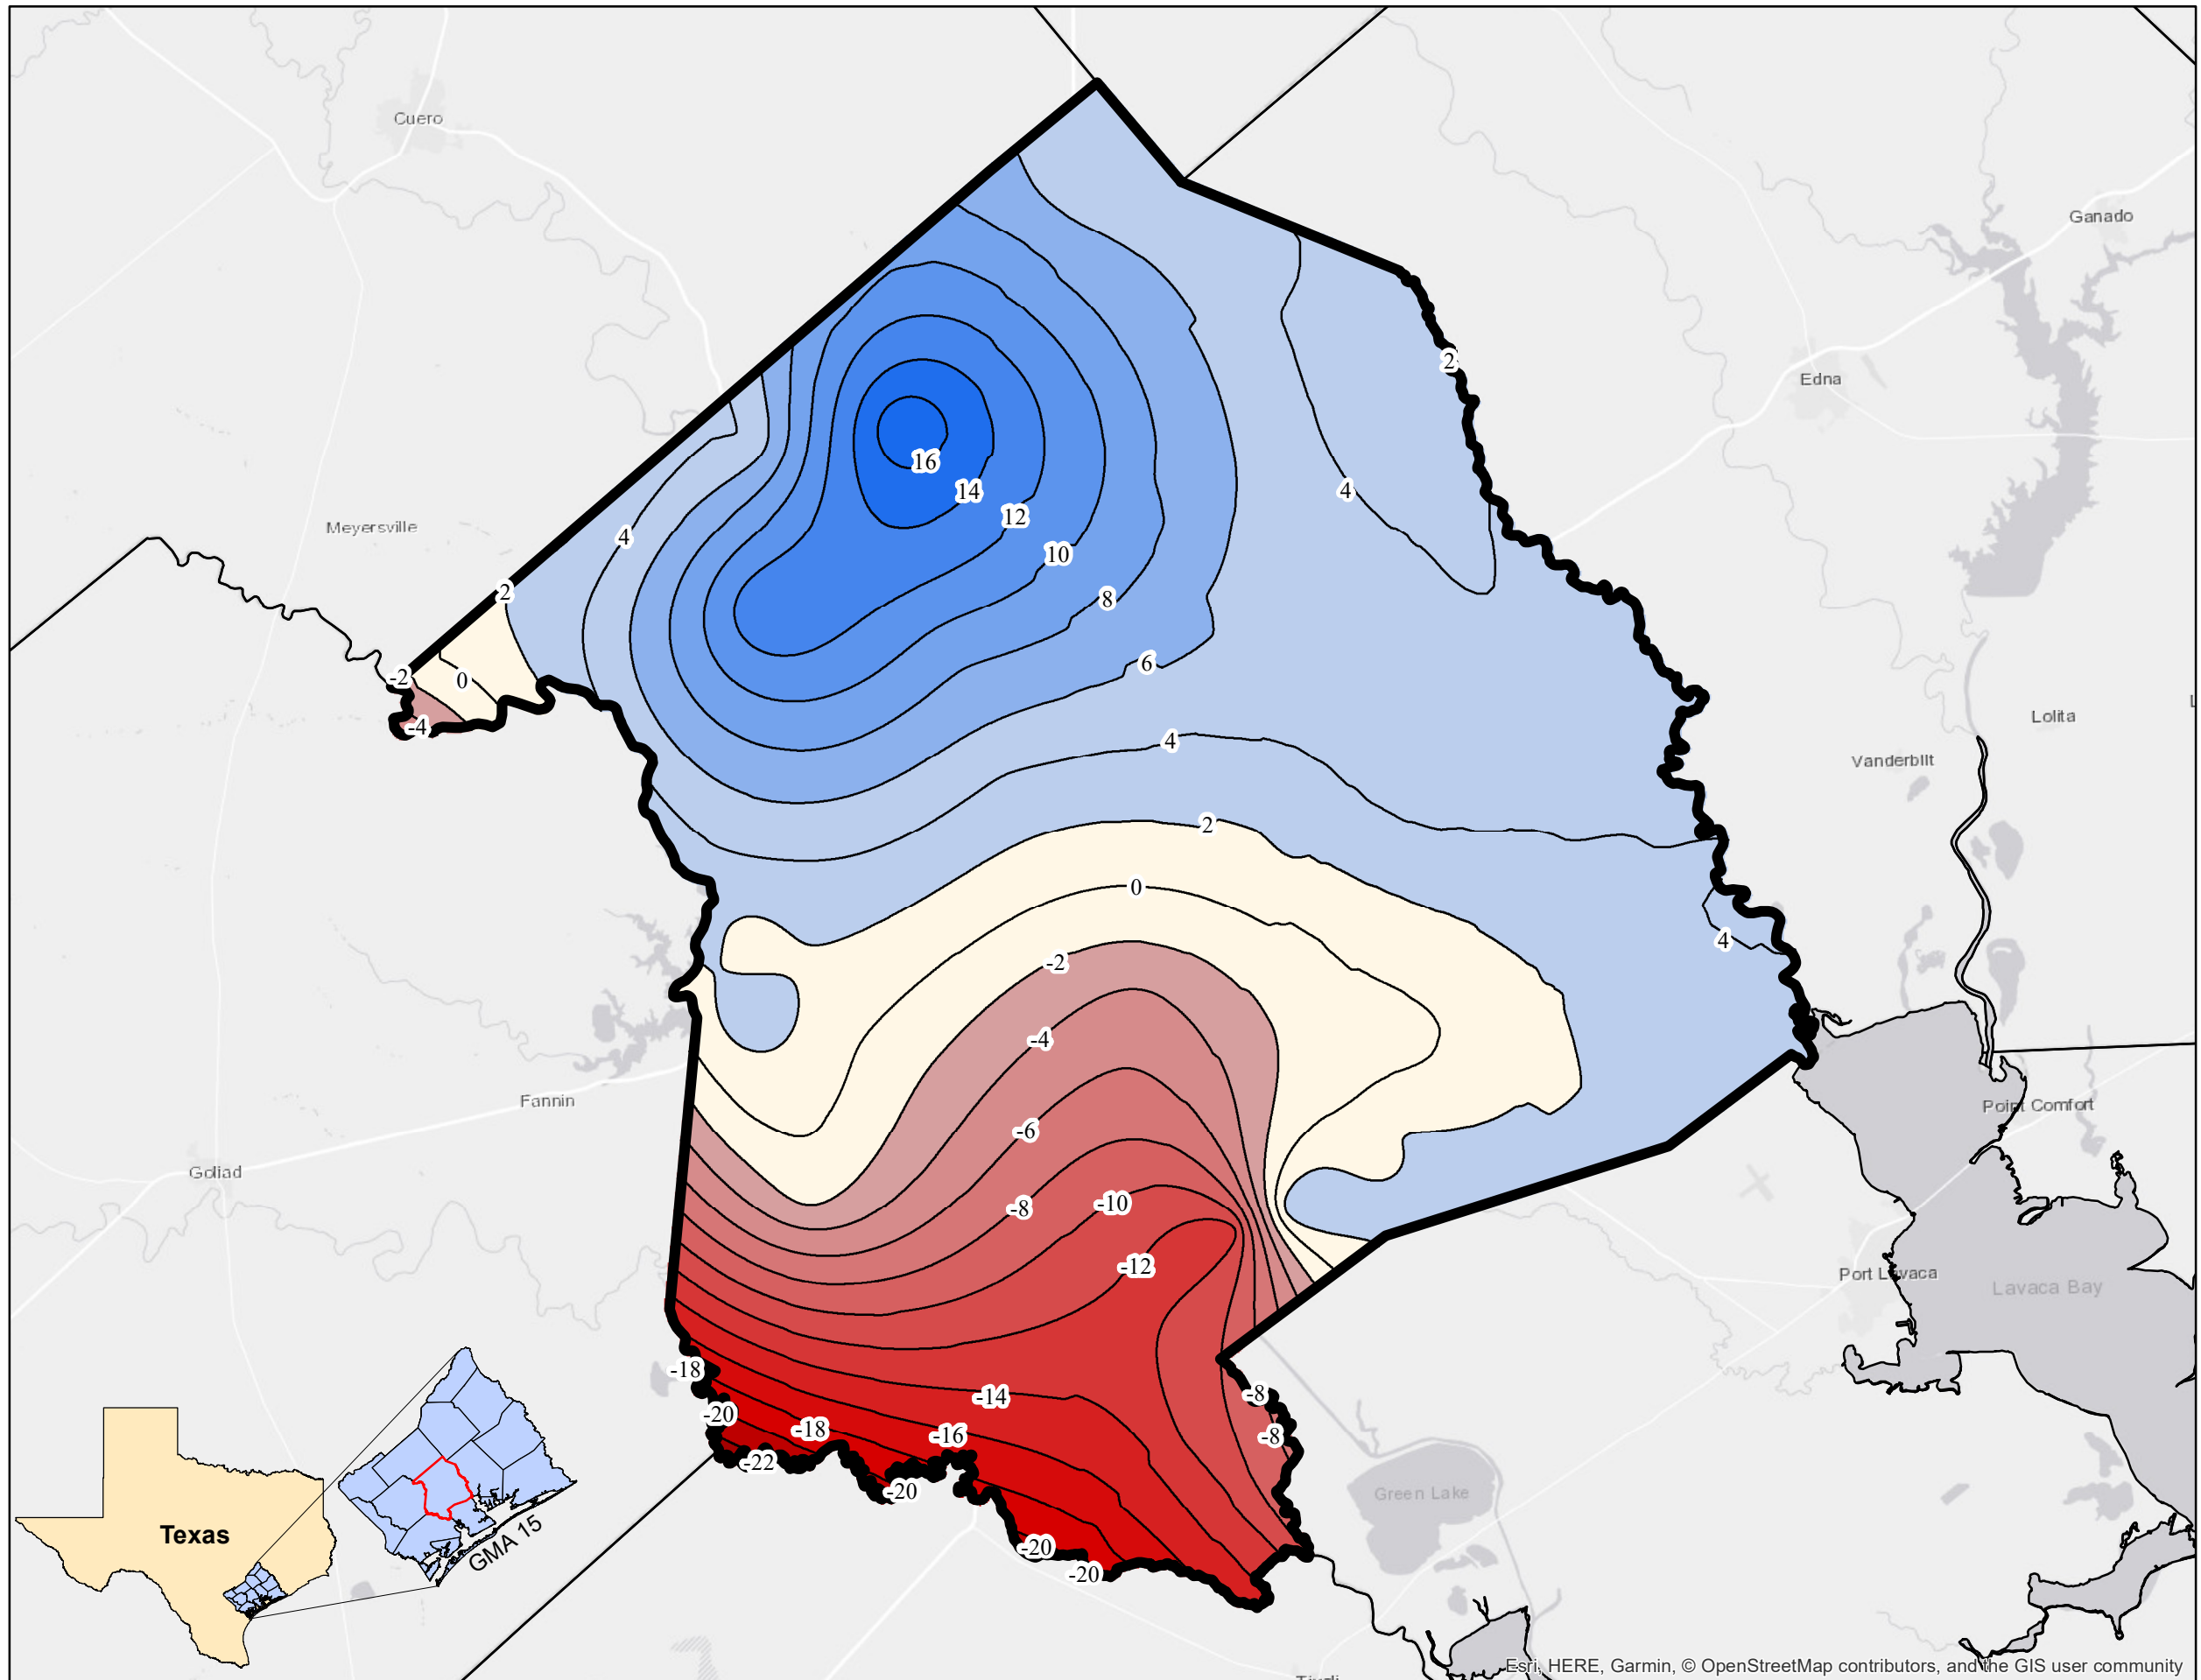 Cuero
Ganado
2
Edna
16
14
4
12
Meyersville
4
10
2
8
6
-2
0
-4
Lolita
4
Vanderbilt
2
0
4
-2
-4
Fannin
Point Comfort
-6
Goliad
-10
-8
-12
Port Lavaca
Lavaca Bay
-18
-14
-8
-20
-18
-16
-8
-22
-20
Green Lake
Texas
GMA 15
-20
-20
Esri, HERE, Garmin, © OpenStreetMap contributors, and the GIS user community